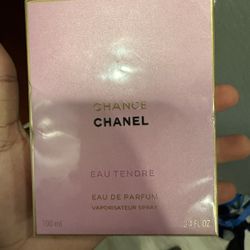 CHANCE
CHANEL
EAU TENDRE
EAU DE PARFUM
VAPORISATEUR SPRAY
100 ml 3.4 FL OZ